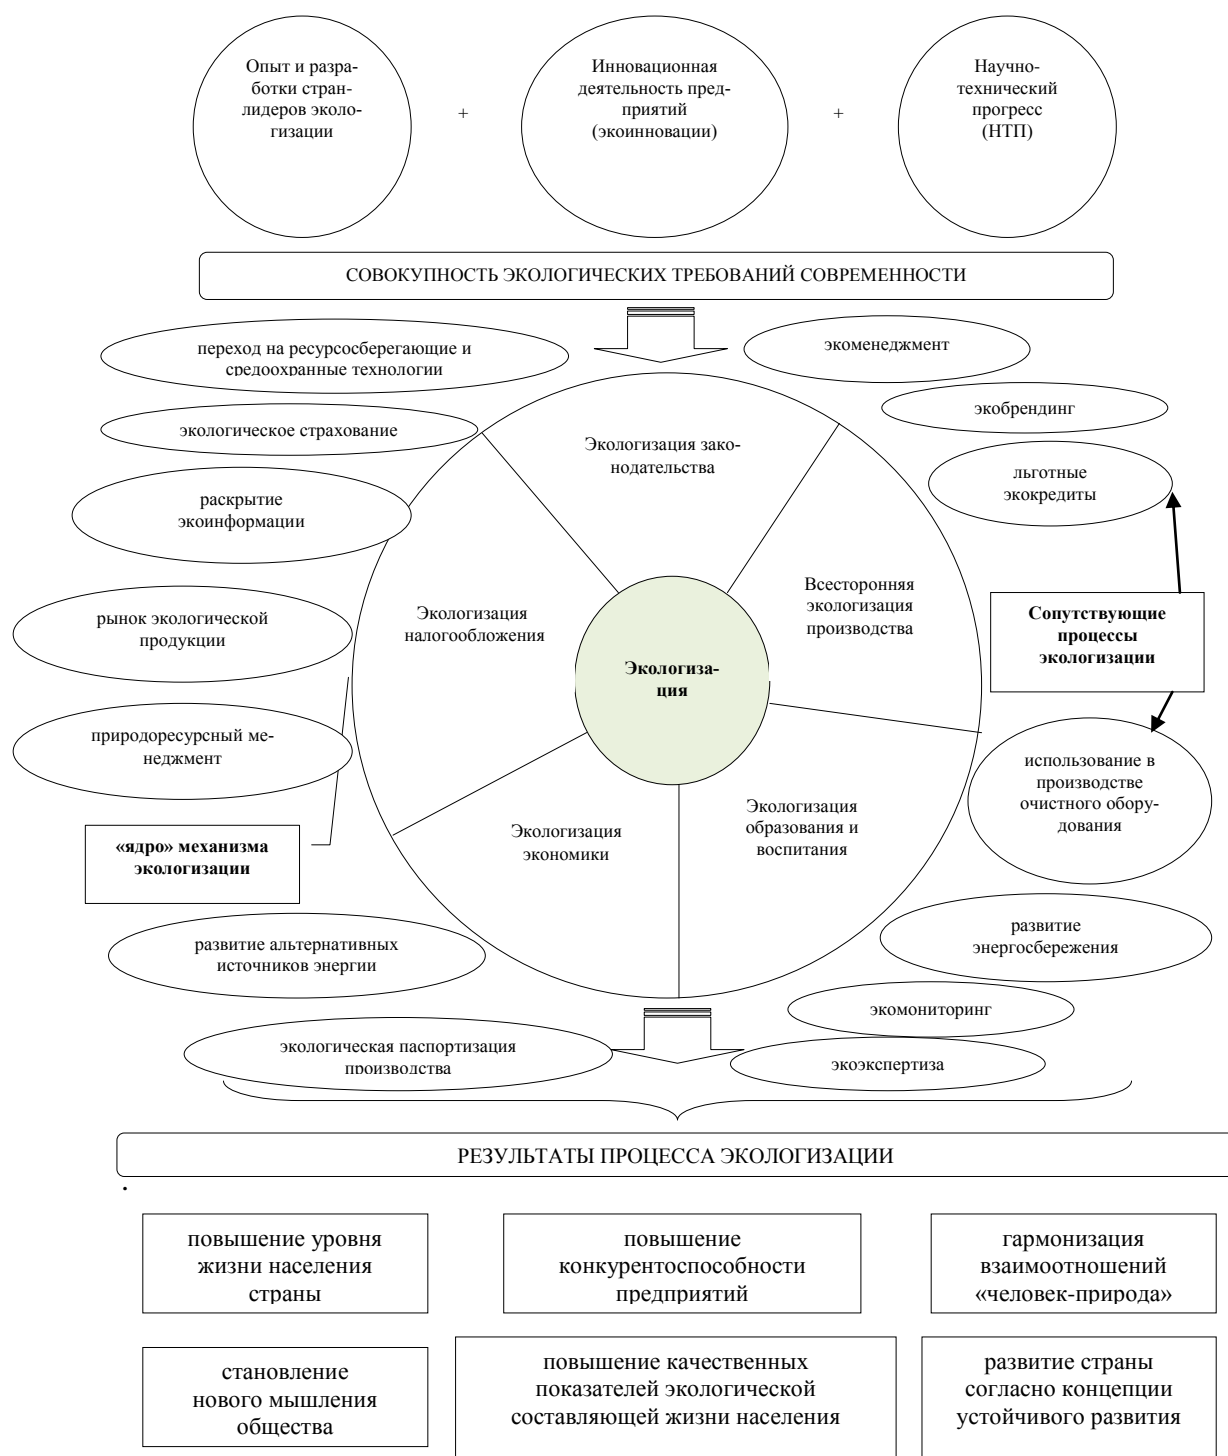 Опыт и разра-
ботки стран-
лидеров эколо-
гизации
+
Инновационная
деятельность пред-
приятий
(экоинновации)
+
Научно-
технический
прогресс
(НТП)
СОВОКУПНОСТЬ ЭКОЛОГИЧЕСКИХ ТРЕБОВАНИЙ СОВРЕМЕННОСТИ
переход на ресурсосберегающие и
средоохранные технологии
экоменеджмент
экобрендинг
экологическое страхование
Экологизация зако-
нодательства
льготные
экокредиты
раскрытие
экоинформации
Экологизация
налогообложения
Всесторонняя
экологизация
производства
рынок экологической
продукции
Сопутствующие
процессы
экологизации
Экологиза-
ция
природоресурсный ме-
неджмент
использование в
производстве
очистного обору-
дования
Экологизация
экономики
Экологизация
образования и
воспитания
«ядро» механизма
экологизации
развитие альтернативных
источников энергии
развитие
энергосбережения
экомониторинг
экологическая паспортизация
производства
экоэкспертиза
РЕЗУЛЬТАТЫ ПРОЦЕССА ЭКОЛОГИЗАЦИИ
.
повышение уровня
жизни населения
страны
повышение
конкурентоспособности
предприятий
гармонизация
взаимоотношений
«человек-природа»
становление
нового мышления
общества
повышение качественных
показателей экологической
составляющей жизни населения
развитие страны
согласно концепции
устойчивого развития